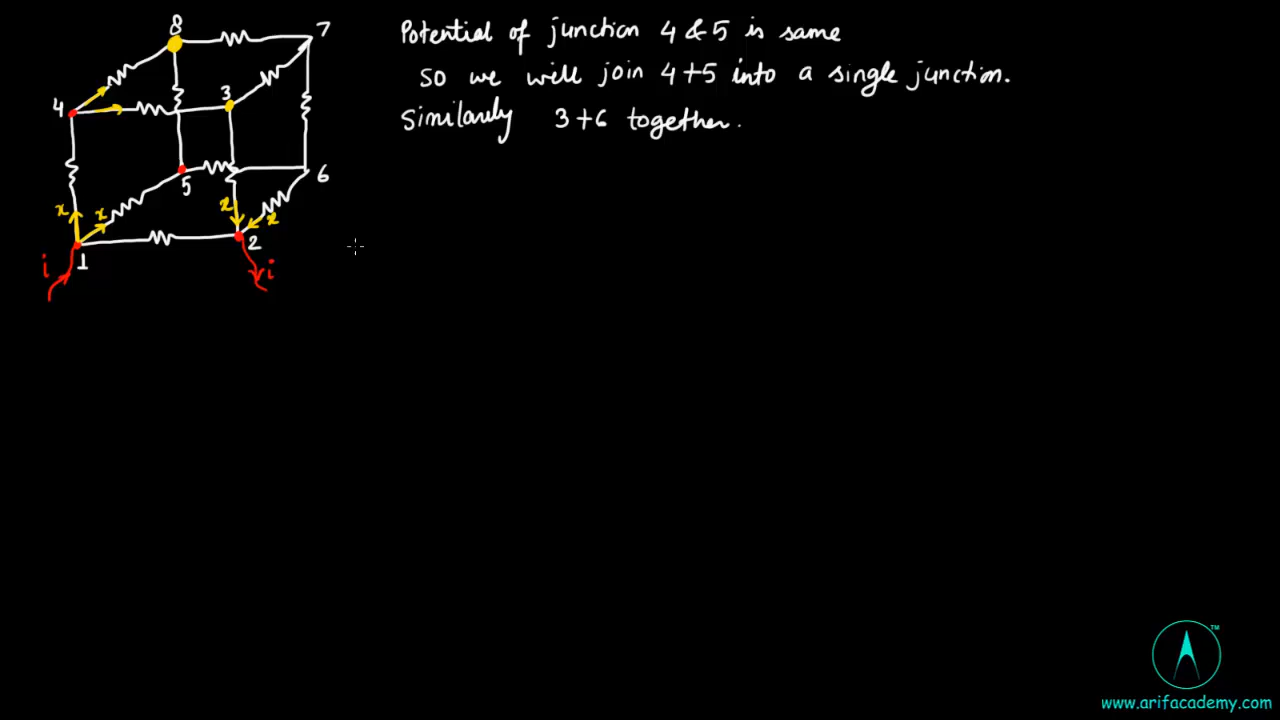 Potential of junction 4 & 5 is same
So we will join 4+5 into a single junction.
Similarly 3+6 together.
8
7
4
3
5
6
x
x
x
x
1
2
i
i
TM
www.arifacademy.com